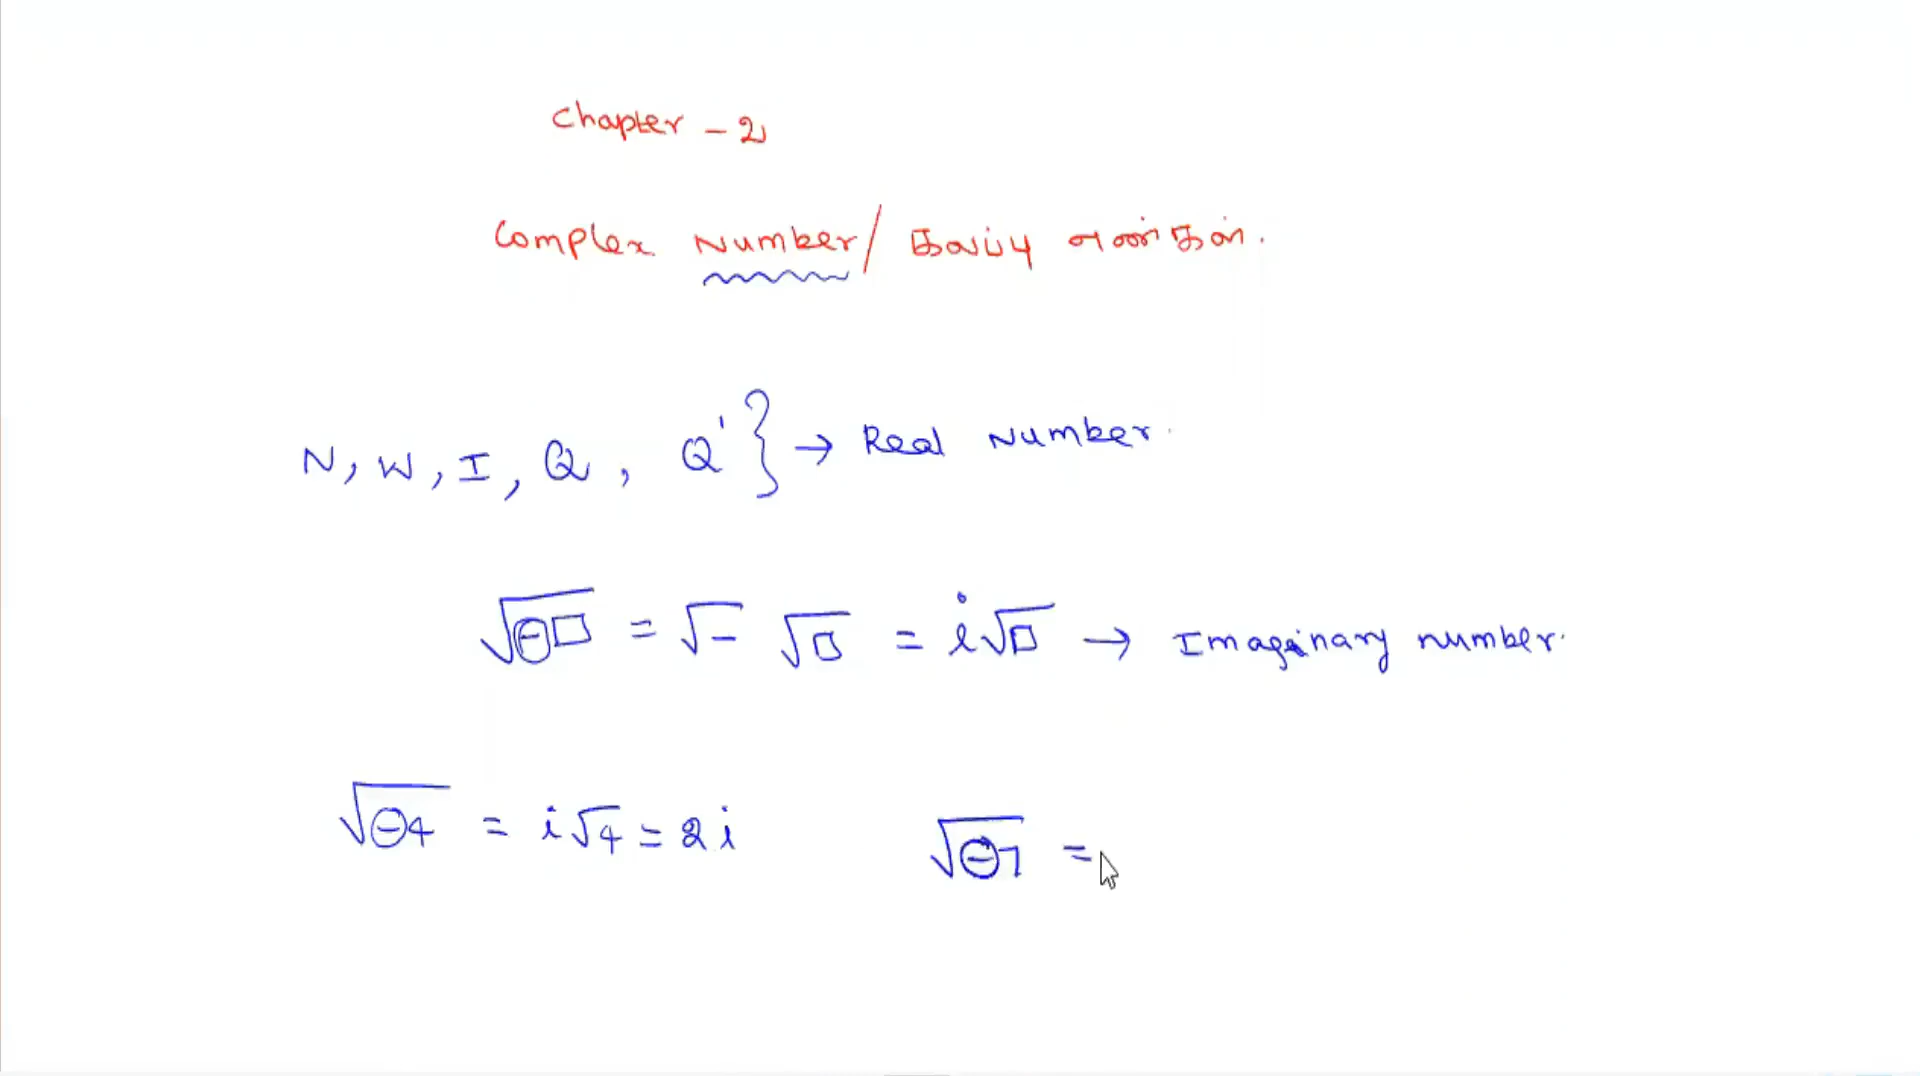 Chapter - 2
Complex Number / கலப்பு எண்கள்.
N, W, I, Q, Q' } → Real Number.
√-□ = √- √□ = i√□ → Imaginary number.
√-4 = i√4 = 2i √-7 =